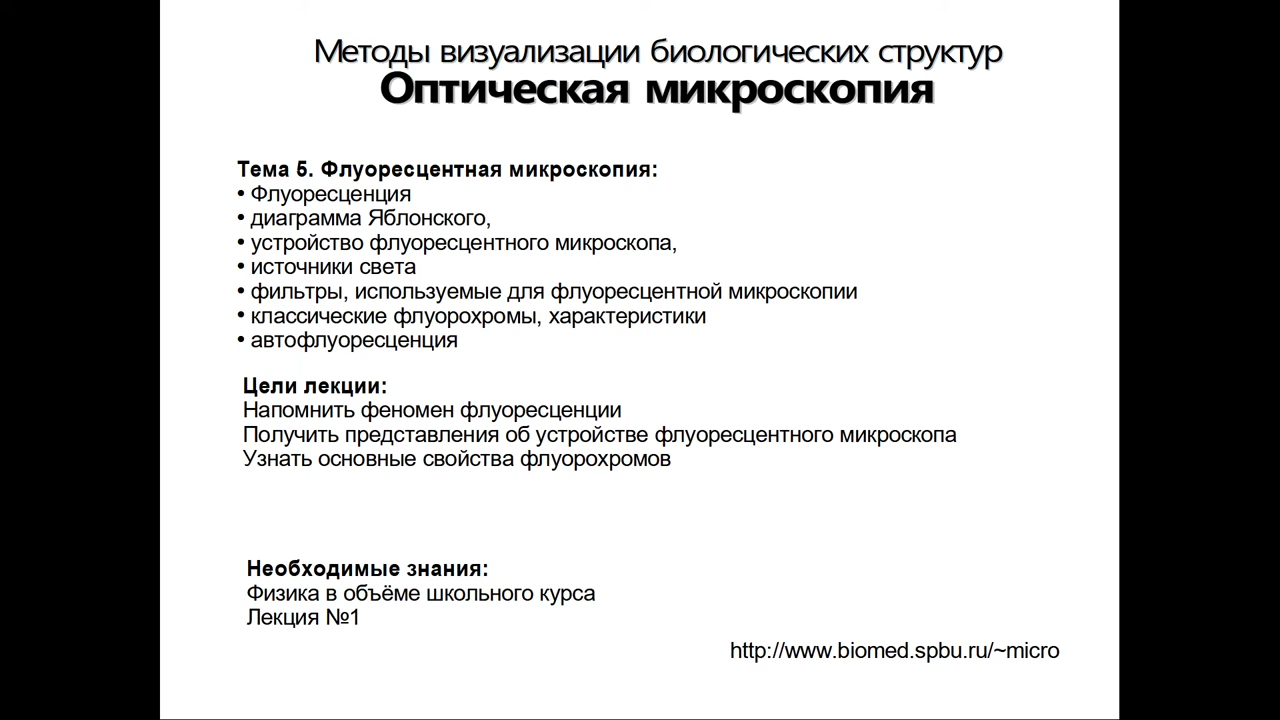 Методы визуализации биологических структур
Оптическая микроскопия
Тема 5. Флуоресцентная микроскопия:
• Флуоресценция
• диаграмма Яблонского,
• устройство флуоресцентного микроскопа,
• источники света
• фильтры, используемые для флуоресцентной микроскопии
• классические флуорохромы, характеристики
• автофлуоресценция
Цели лекции:
Напомнить феномен флуоресценции
Получить представления об устройстве флуоресцентного микроскопа
Узнать основные свойства флуорохромов
Необходимые знания:
Физика в объёме школьного курса
Лекция №1
http://www.biomed.spbu.ru/~micro